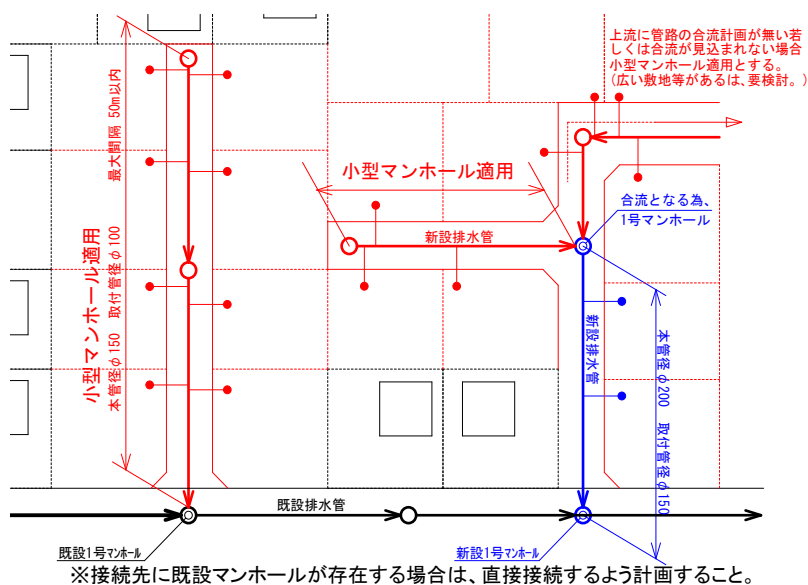 上流に管路の合流計画が無い若
しくは合流が見込まれない場合
小型マンホール適用とする。
(広い敷地等があるは、要検討。)
最大間隔 50m以内
小型マンホール適用
本管径φ150 取付管径φ100
小型マンホール適用
新設排水管
合流となる為、
1号マンホール
新設排水管
本管径φ200 取付管径φ150
既設排水管
既設1号マンホール
新設1号マンホール
※接続先に既設マンホールが存在する場合は、直接接続するよう計画すること。